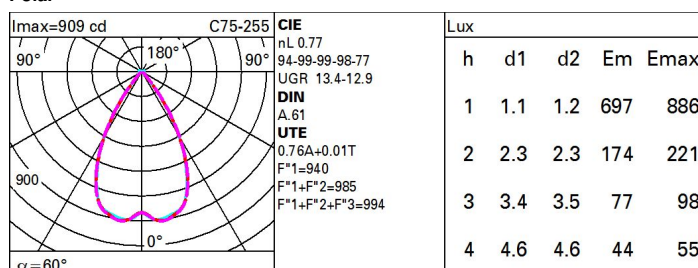 Imax=909 cd C75-255
90° 180° 90°
900
0°
α=60°
CIE
nL 0.77
94-99-99-98-77
UGR 13.4-12.9
DIN
A.61
UTE
0.76A+0.01T
F"1=940
F"1+F"2=985
F"1+F"2+F"3=994
Lux
h d1 d2 Em Emax
1 1.1 1.2 697 886
2 2.3 2.3 174 221
3 3.4 3.5 77 98
4 4.6 4.6 44 55